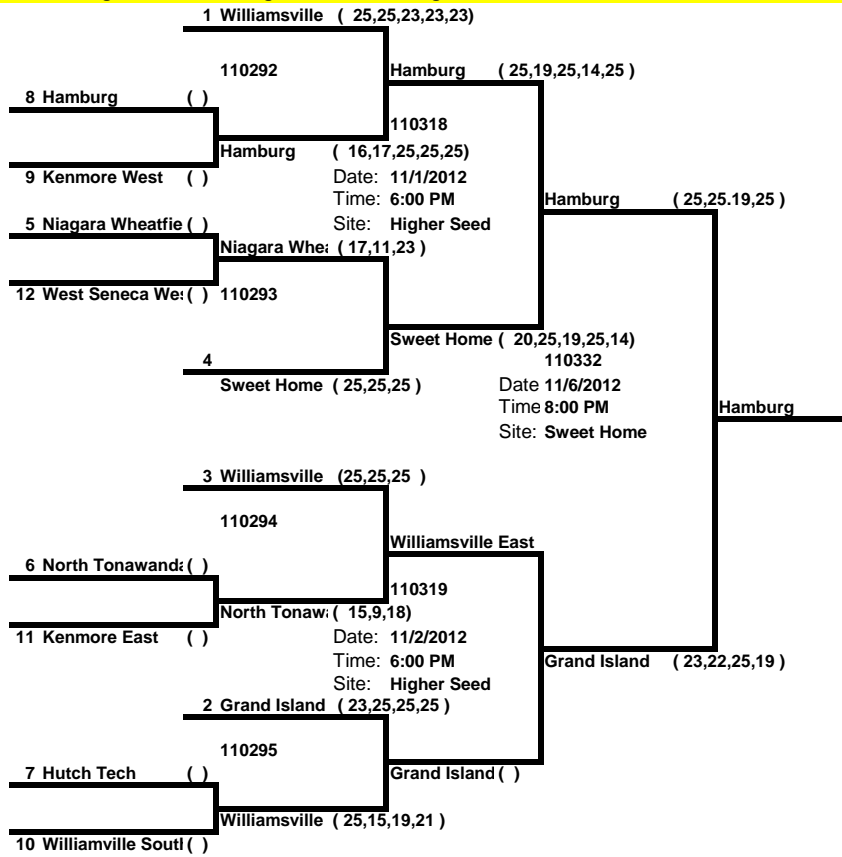 1 Williamsville ( 25,25,23,23,23)
110292
Hamburg ( 25,19,25,14,25 )
8 Hamburg ( )
110318
Hamburg ( 16,17,25,25,25)
9 Kenmore West ( )
Date: 11/1/2012
Time: 6:00 PM
Hamburg ( 25,25.19,25 )
5 Niagara Wheatfie ( )
Site: Higher Seed
Niagara Whea ( 17,11,23 )
12 West Seneca Wes ( ) 110293
Sweet Home ( 20,25,19,25,14)
4
110332
Sweet Home ( 25,25,25 )
Date 11/6/2012
Time 8:00 PM
Hamburg
Site: Sweet Home
3 Williamsville (25,25,25 )
110294
Williamsville East
6 North Tonawanda ( )
110319
North Tonawa ( 15,9,18)
11 Kenmore East ( )
Date: 11/2/2012
Time: 6:00 PM
Grand Island ( 23,22,25,19 )
Site: Higher Seed
2 Grand Island ( 23,25,25,25 )
110295
7 Hutch Tech ( )
Grand Island ( )
Williamsville ( 25,15,19,21 )
10 Williamville South ( )